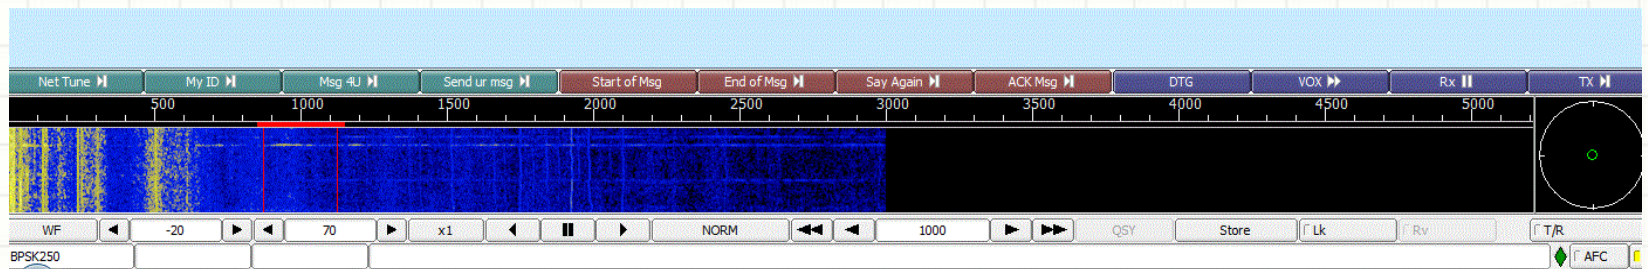 Net Tune My ID Msg 4U Send ur msg Start of Msg End of Msg Say Again ACK Msg DTG VOX Rx TX
500 1000 1500 2000 2500 3000 3500 4000 4500 5000
WF -20 70 x1 NORM 1000 QSY Store Lk Rv T/R
BPSK250 AFC